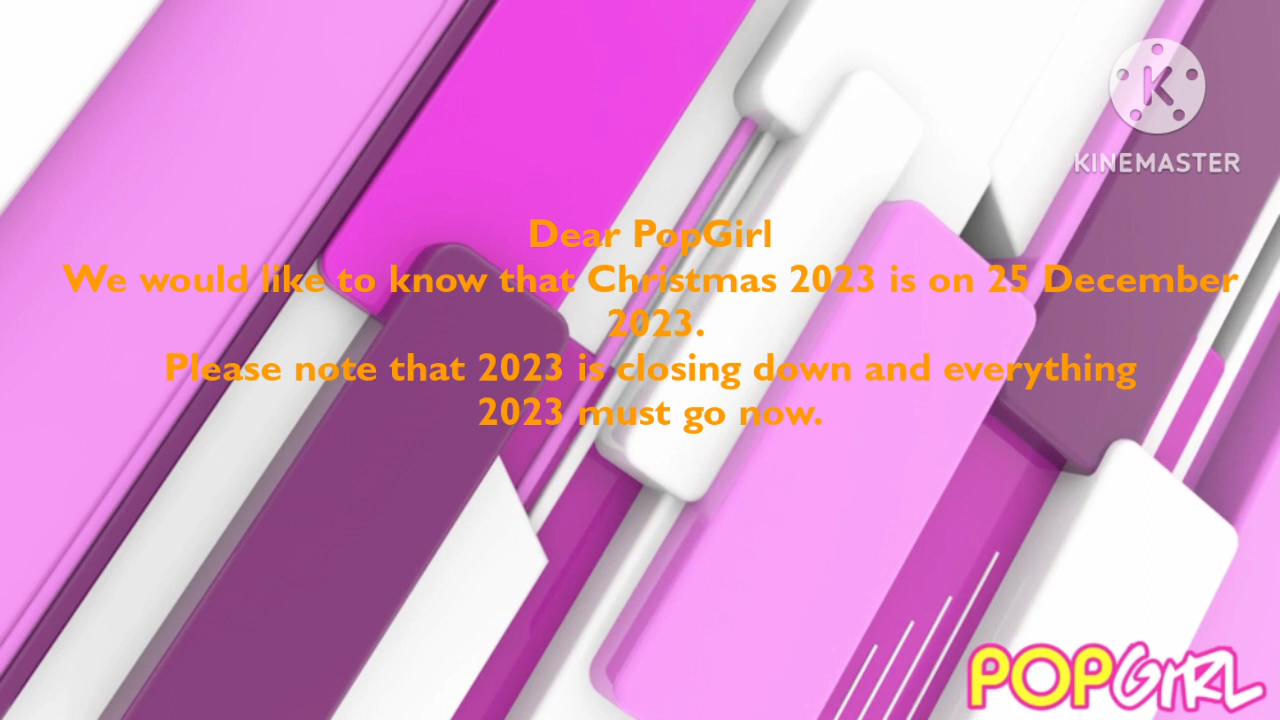 K
KINEMASTER
Dear PopGirl
We would like to know that Christmas 2023 is on 25 December
2023.
Please note that 2023 is closing down and everything
2023 must go now.
POPGIRL